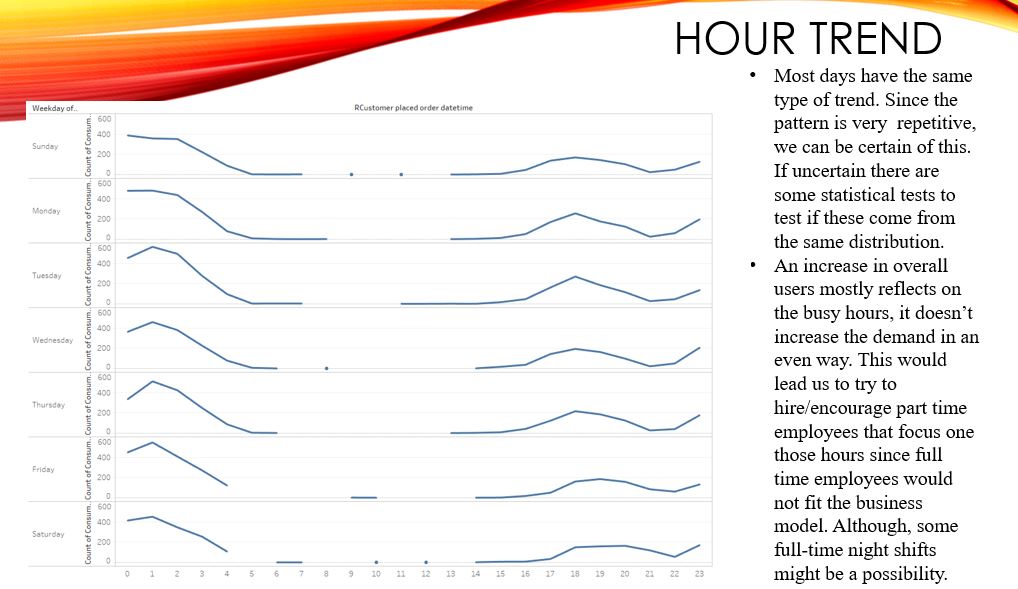 HOUR TREND
• Most days have the same
type of trend. Since the
pattern is very repetitive,
we can be certain of this.
If uncertain there are
some statistical tests to
test if these come from
the same distribution.
• An increase in overall
users mostly reflects on
the busy hours, it doesn’t
increase the demand in an
even way. This would
lead us to try to
hire/encourage part time
employees that focus one
those hours since full
time employees would
not fit the business
model. Although, some
full-time night shifts
might be a possibility.
Weekday of..
RCustomer placed order datetime
Sunday
Count of Consum..
600
400
200
0
Monday
Count of Consum..
600
400
200
0
Tuesday
Count of Consum..
600
400
200
0
Wednesday
Count of Consum..
600
400
200
0
Thursday
Count of Consum..
600
400
200
0
Friday
Count of Consum..
600
400
200
0
Saturday
Count of Consum..
600
400
200
0
0 1 2 3 4 5 6 7 8 9 10 11 12 13 14 15 16 17 18 19 20 21 22 23